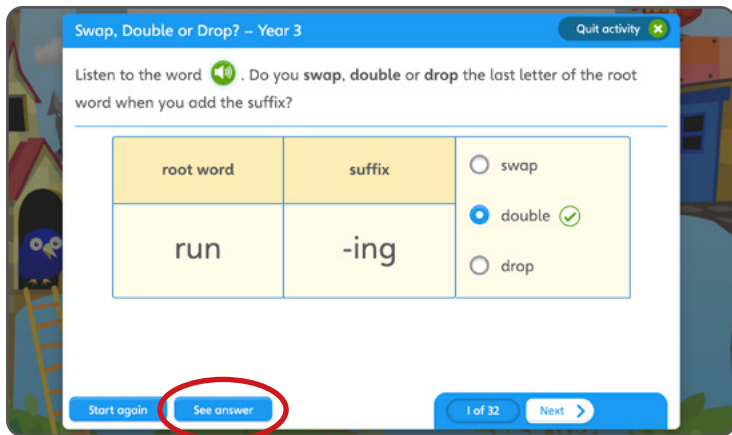 Swap, Double or Drop? – Year 3
Quit activity
Listen to the word . Do you swap, double or drop the last letter of the root
word when you add the suffix?
root word
suffix
swap
double
drop
run
-ing
Start again
See answer
1 of 32
Next